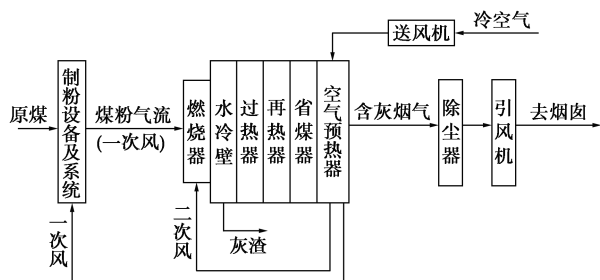 冷空气
送风机
原煤
制粉设备及系统
煤粉气流
(一次风)
燃烧器
水冷壁
过热器
再热器
省煤器
空气预热器
含灰烟气
除尘器
引风机
去烟囱
一次风
二次风
灰渣